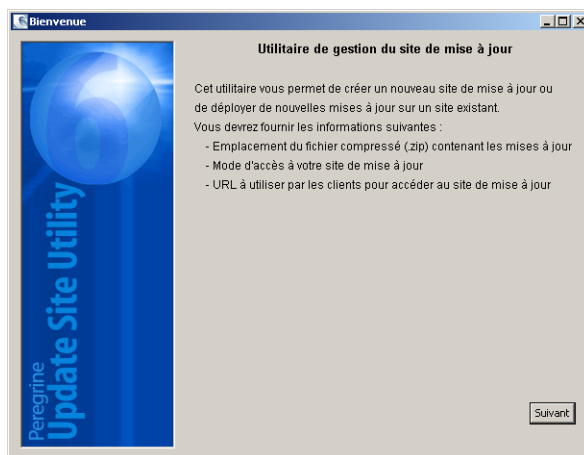 Bienvenue
Utilitaire de gestion du site de mise à jour
Cet utilitaire vous permet de créer un nouveau site de mise à jour ou
de déployer de nouvelles mises à jour sur un site existant.
Vous devrez fournir les informations suivantes :
- Emplacement du fichier compressé (.zip) contenant les mises à jour
- Mode d'accès à votre site de mise à jour
- URL à utiliser par les clients pour accéder au site de mise à jour
6
Peregrine
Update Site Utility
Suivant